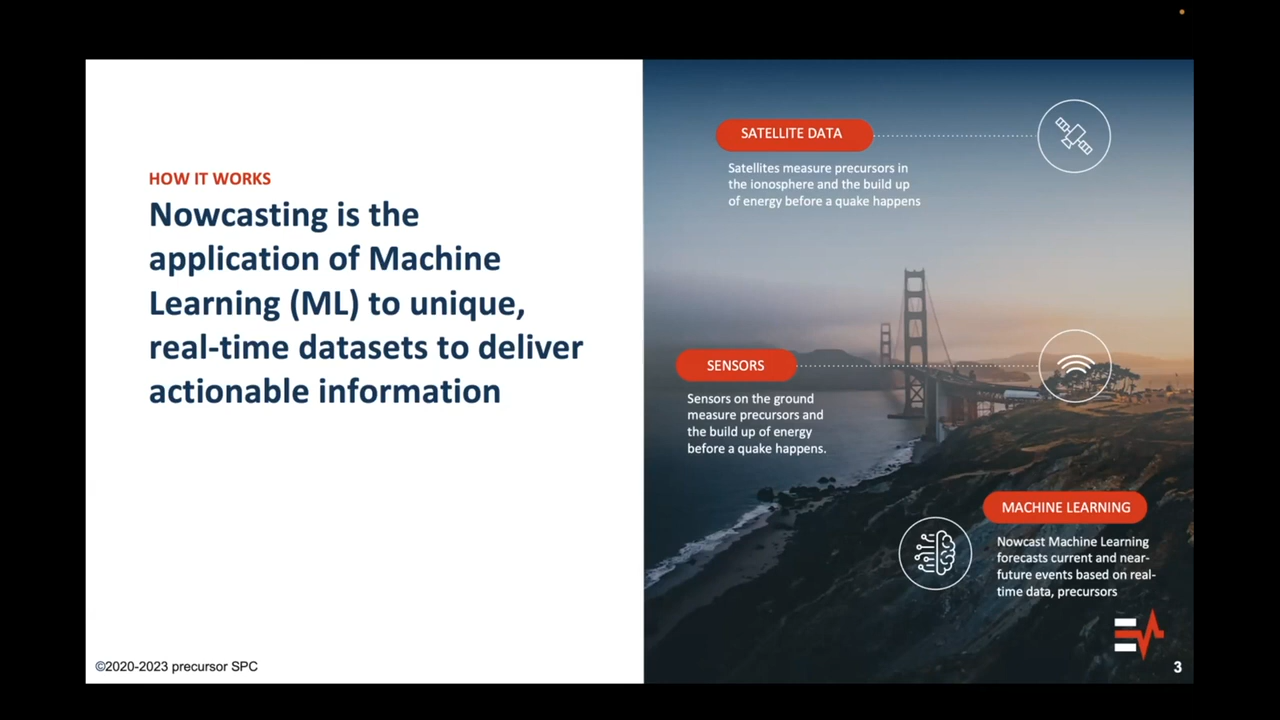 HOW IT WORKS
Nowcasting is the
application of Machine
Learning (ML) to unique,
real-time datasets to deliver
actionable information
©2020-2023 precursor SPC
SATELLITE DATA
Satellites measure precursors in
the ionosphere and the build up
of energy before a quake happens
SENSORS
Sensors on the ground
measure precursors and
the build up of energy
before a quake happens.
MACHINE LEARNING
Nowcast Machine Learning
forecasts current and near-
future events based on real-
time data, precursors
3